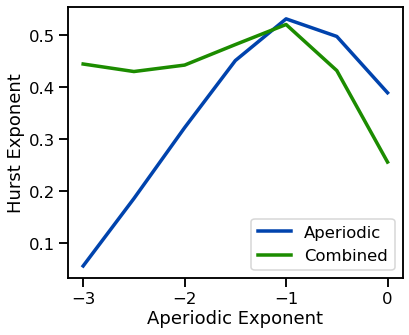 Hurst Exponent
0.5
0.4
0.3
0.2
0.1
Aperiodic
Combined
−3
−2
−1
0
Aperiodic Exponent